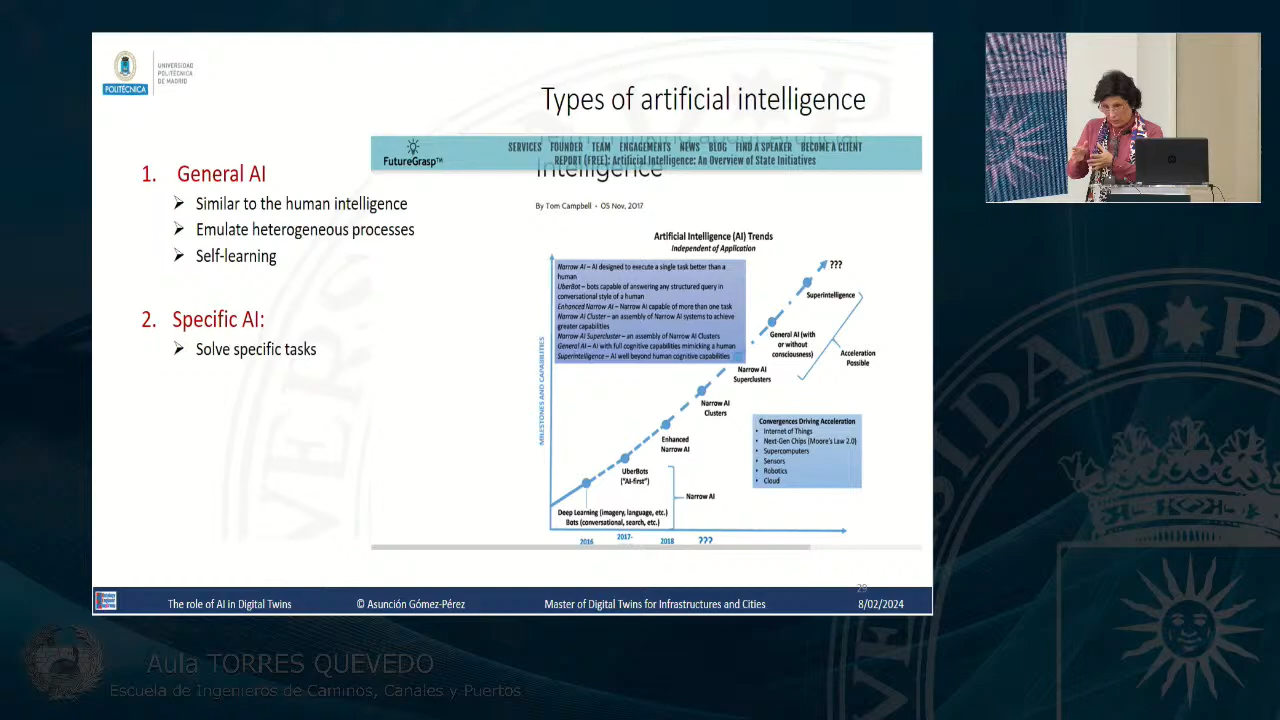 UNIVERSIDAD
POLITÉCNICA
DE MADRID
POLITÉCNICA
Types of artificial intelligence
1. General AI
Similar to the human intelligence
Emulate heterogeneous processes
Self-learning
2. Specific AI:
Solve specific tasks
FutureGrasp™
SERVICES FOUNDER TEAM ENGAGEMENTS NEWS BLOG FIND A SPEAKER BECOME A CLIENT
REPORT (FREE): Artificial Intelligence: An Overview of State Initiatives
Intelligence
By Tom Campbell • 05 Nov, 2017
Artificial Intelligence (AI) Trends
Independent of Application
Narrow AI – AI designed to execute a single task better than a
human
UberBot – bots capable of answering any structured query in
conversational style of a human
Enhanced Narrow AI – Narrow AI capable of more than one task
Narrow AI Cluster – an assembly of Narrow AI systems to achieve
greater capabilities
Narrow AI Supercluster – an assembly of Narrow AI Clusters
General AI – AI with full cognitive capabilities mimicking a human
Superintelligence – AI well beyond human cognitive capabilities
???
Superintelligence
General AI (with
or without
consciousness)
Acceleration
Possible
Narrow AI
Superclusters
Narrow AI
Clusters
Enhanced
Narrow AI
UberBots
("AI-first")
Narrow AI
Deep Learning (imagery, language, etc.)
Bots (conversational, search, etc.)
MILESTONES AND CAPABILITIES
2016 2017- 2018 ???
Convergences Driving Acceleration
• Internet of Things
• Next-Gen Chips (Moore's Law 2.0)
• Supercomputers
• Sensors
• Robotics
• Cloud
29
The role of AI in Digital Twins © Asunción Gómez-Pérez Master of Digital Twins for Infrastructures and Cities 8/02/2024
Aula TORRES QUEVEDO
Escuela de Ingenieros de Caminos, Canales y Puertos